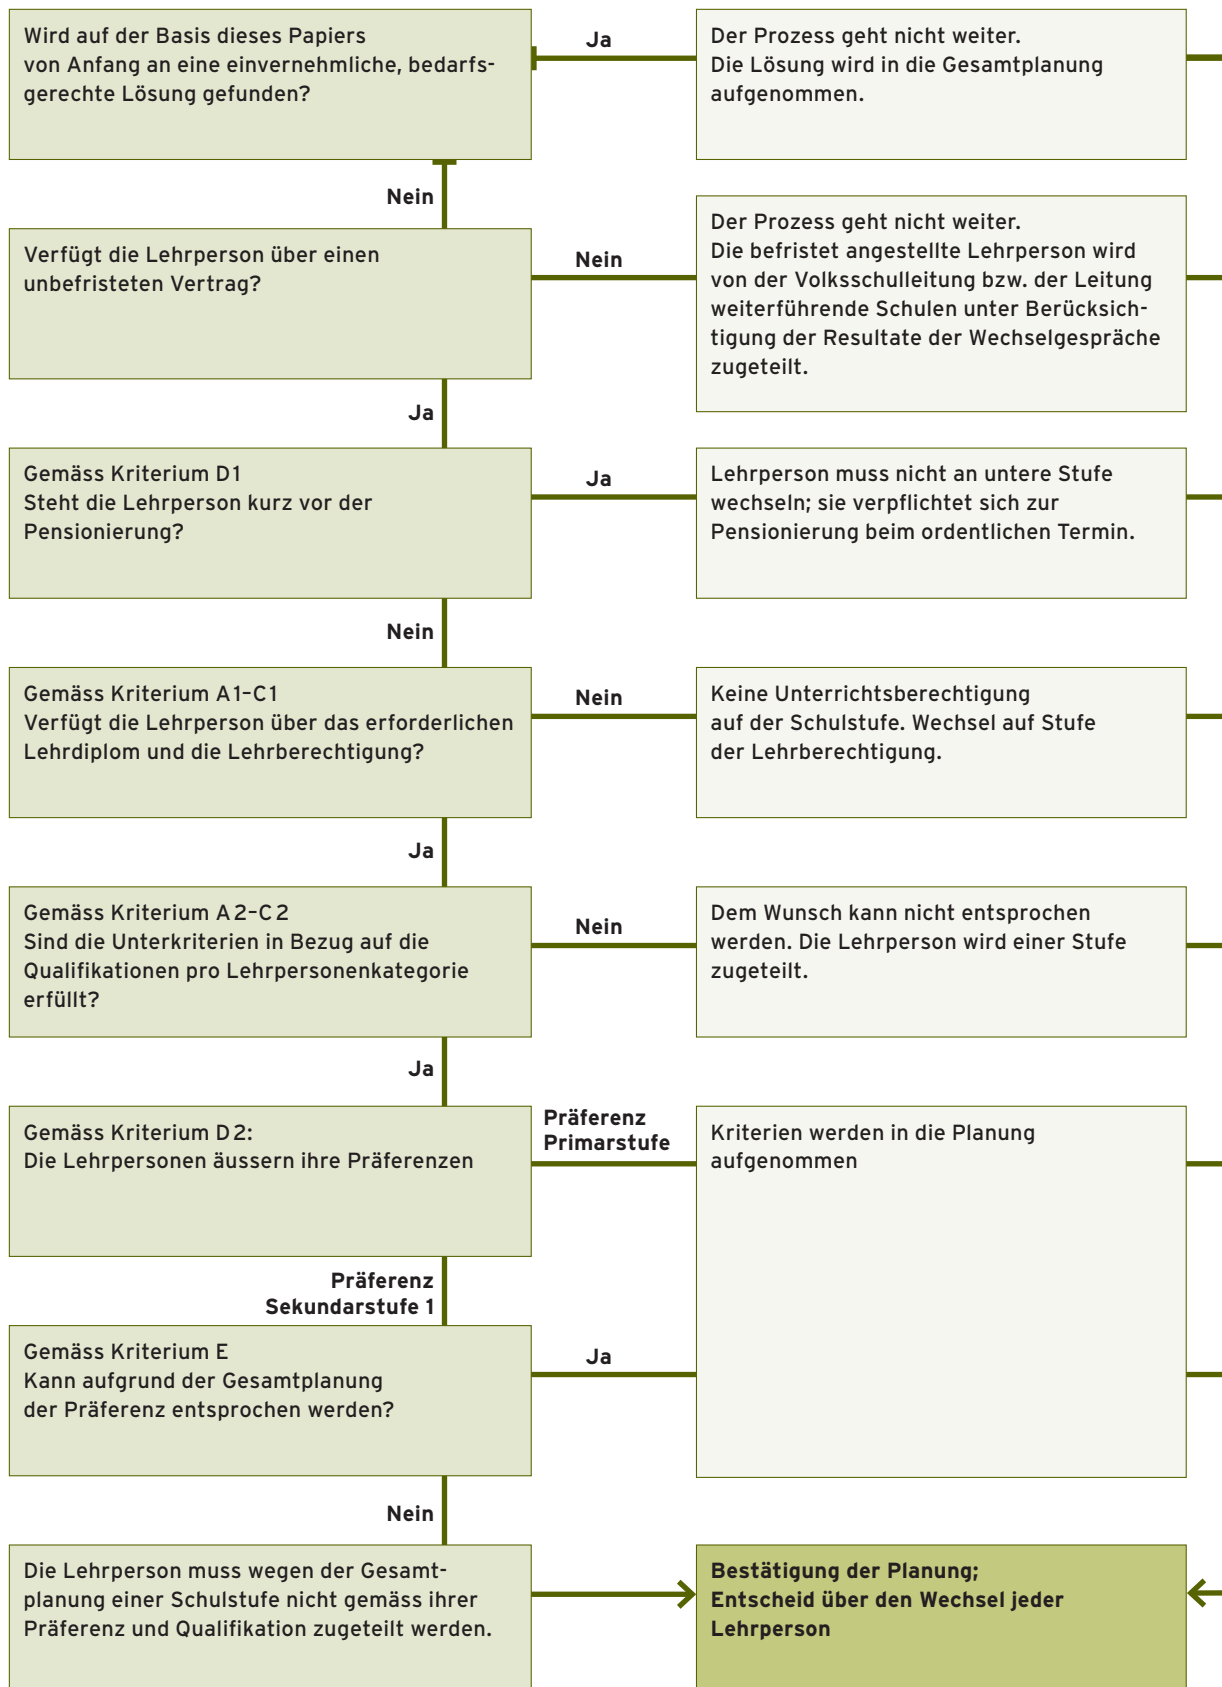 Wird auf der Basis dieses Papiers
von Anfang an eine einvernehmliche, bedarfs-
gerechte Lösung gefunden?
Ja
Der Prozess geht nicht weiter.
Die Lösung wird in die Gesamtplanung
aufgenommen.
Nein
Verfügt die Lehrperson über einen
unbefristeten Vertrag?
Nein
Der Prozess geht nicht weiter.
Die befristet angestellte Lehrperson wird
von der Volksschulleitung bzw. der Leitung
weiterführende Schulen unter Berücksich-
tigung der Resultate der Wechselgespräche
zugeteilt.
Ja
Gemäss Kriterium D1
Steht die Lehrperson kurz vor der
Pensionierung?
Ja
Lehrperson muss nicht an untere Stufe
wechseln; sie verpflichtet sich zur
Pensionierung beim ordentlichen Termin.
Nein
Gemäss Kriterium A1–C1
Verfügt die Lehrperson über das erforderlichen
Lehrdiplom und die Lehrberechtigung?
Nein
Keine Unterrichtsberechtigung
auf der Schulstufe. Wechsel auf Stufe
der Lehrberechtigung.
Ja
Gemäss Kriterium A2–C2
Sind die Unterkriterien in Bezug auf die
Qualifikationen pro Lehrpersonenkategorie
erfüllt?
Nein
Dem Wunsch kann nicht entsprochen
werden. Die Lehrperson wird einer Stufe
zugeteilt.
Ja
Gemäss Kriterium D2:
Die Lehrpersonen äussern ihre Präferenzen
Präferenz
Primarstufe
Kriterien werden in die Planung
aufgenommen
Präferenz
Sekundarstufe 1
Gemäss Kriterium E
Kann aufgrund der Gesamtplanung
der Präferenz entsprochen werden?
Ja
Nein
Die Lehrperson muss wegen der Gesamt-
planung einer Schulstufe nicht gemäss ihrer
Präferenz und Qualifikation zugeteilt werden.
Bestätigung der Planung;
Entscheid über den Wechsel jeder
Lehrperson